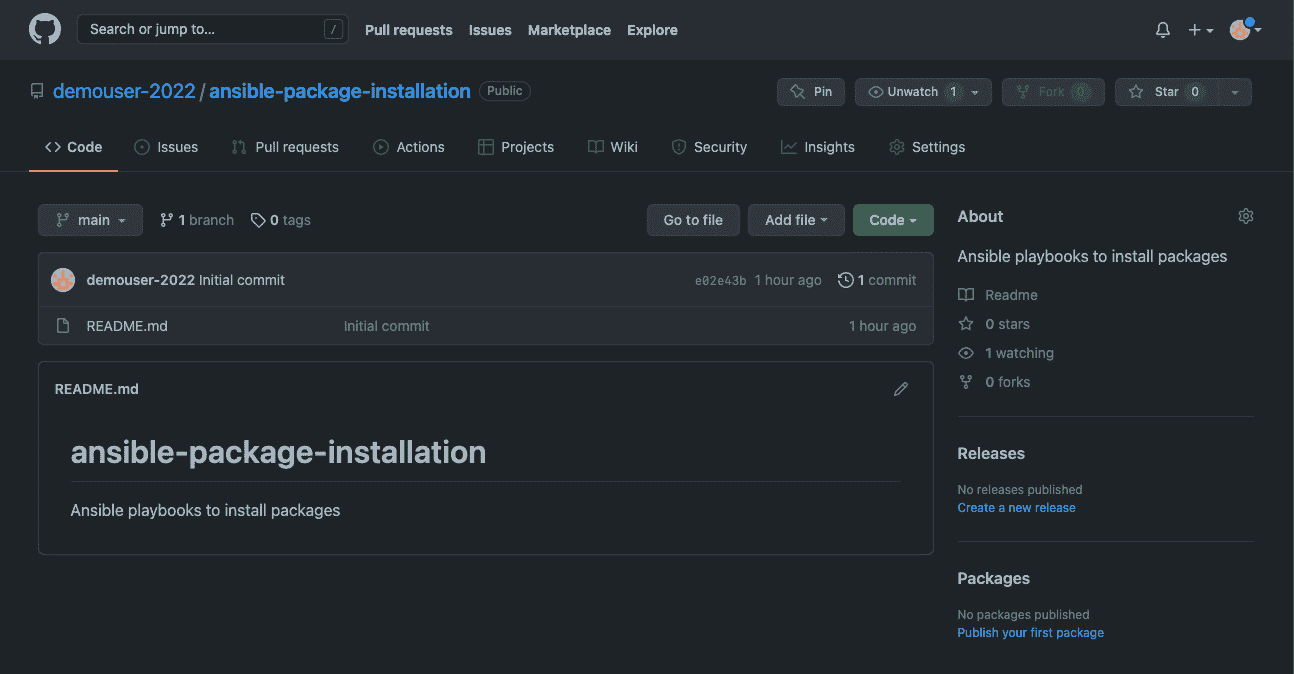 Search or jump to... / Pull requests Issues Marketplace Explore
demouser-2022 / ansible-package-installation Public Pin Unwatch 1 Fork 0 Star 0
Code Issues Pull requests Actions Projects Wiki Security Insights Settings
main 1 branch 0 tags Go to file Add file Code
demouser-2022 Initial commit e02e43b 1 hour ago 1 commit
README.md Initial commit 1 hour ago
README.md
ansible-package-installation
Ansible playbooks to install packages
About
Ansible playbooks to install packages
Readme
0 stars
1 watching
0 forks
Releases
No releases published
Create a new release
Packages
No packages published
Publish your first package